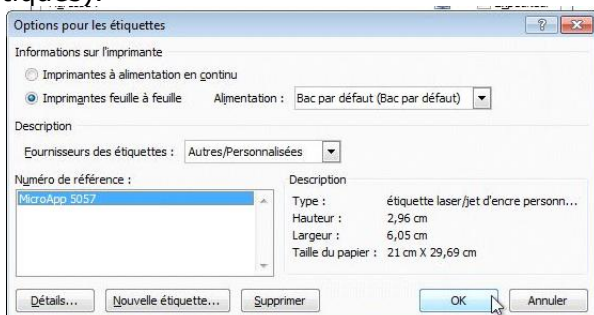 tiques).
Options pour les étiquettes
Informations sur l'imprimante
Imprimantes à alimentation en continu
Imprimantes feuille à feuille Alimentation : Bac par défaut (Bac par défaut)
Description
Fournisseurs des étiquettes : Autres/Personnalisées
Numéro de référence :
MicroApp 5057
Description
Type : étiquette laser/jet d'encre personn...
Hauteur : 2,96 cm
Largeur : 6,05 cm
Taille du papier : 21 cm X 29,69 cm
Détails... Nouvelle étiquette... Supprimer OK Annuler